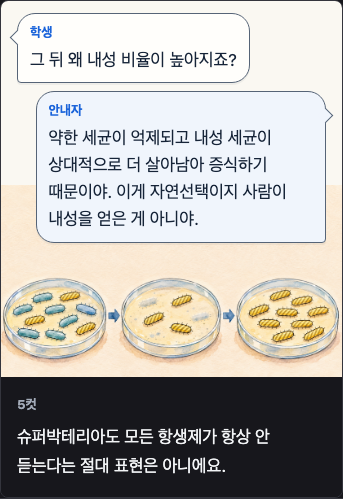 학생
그 뒤 왜 내성 비율이 높아지죠?
안내자
약한 세균이 억제되고 내성 세균이
상대적으로 더 살아남아 증식하기
때문이야. 이게 자연선택이지 사람이
내성을 얻은 게 아니야.
5컷
슈퍼박테리아도 모든 항생제가 항상 안
듣는다는 절대 표현은 아니에요.